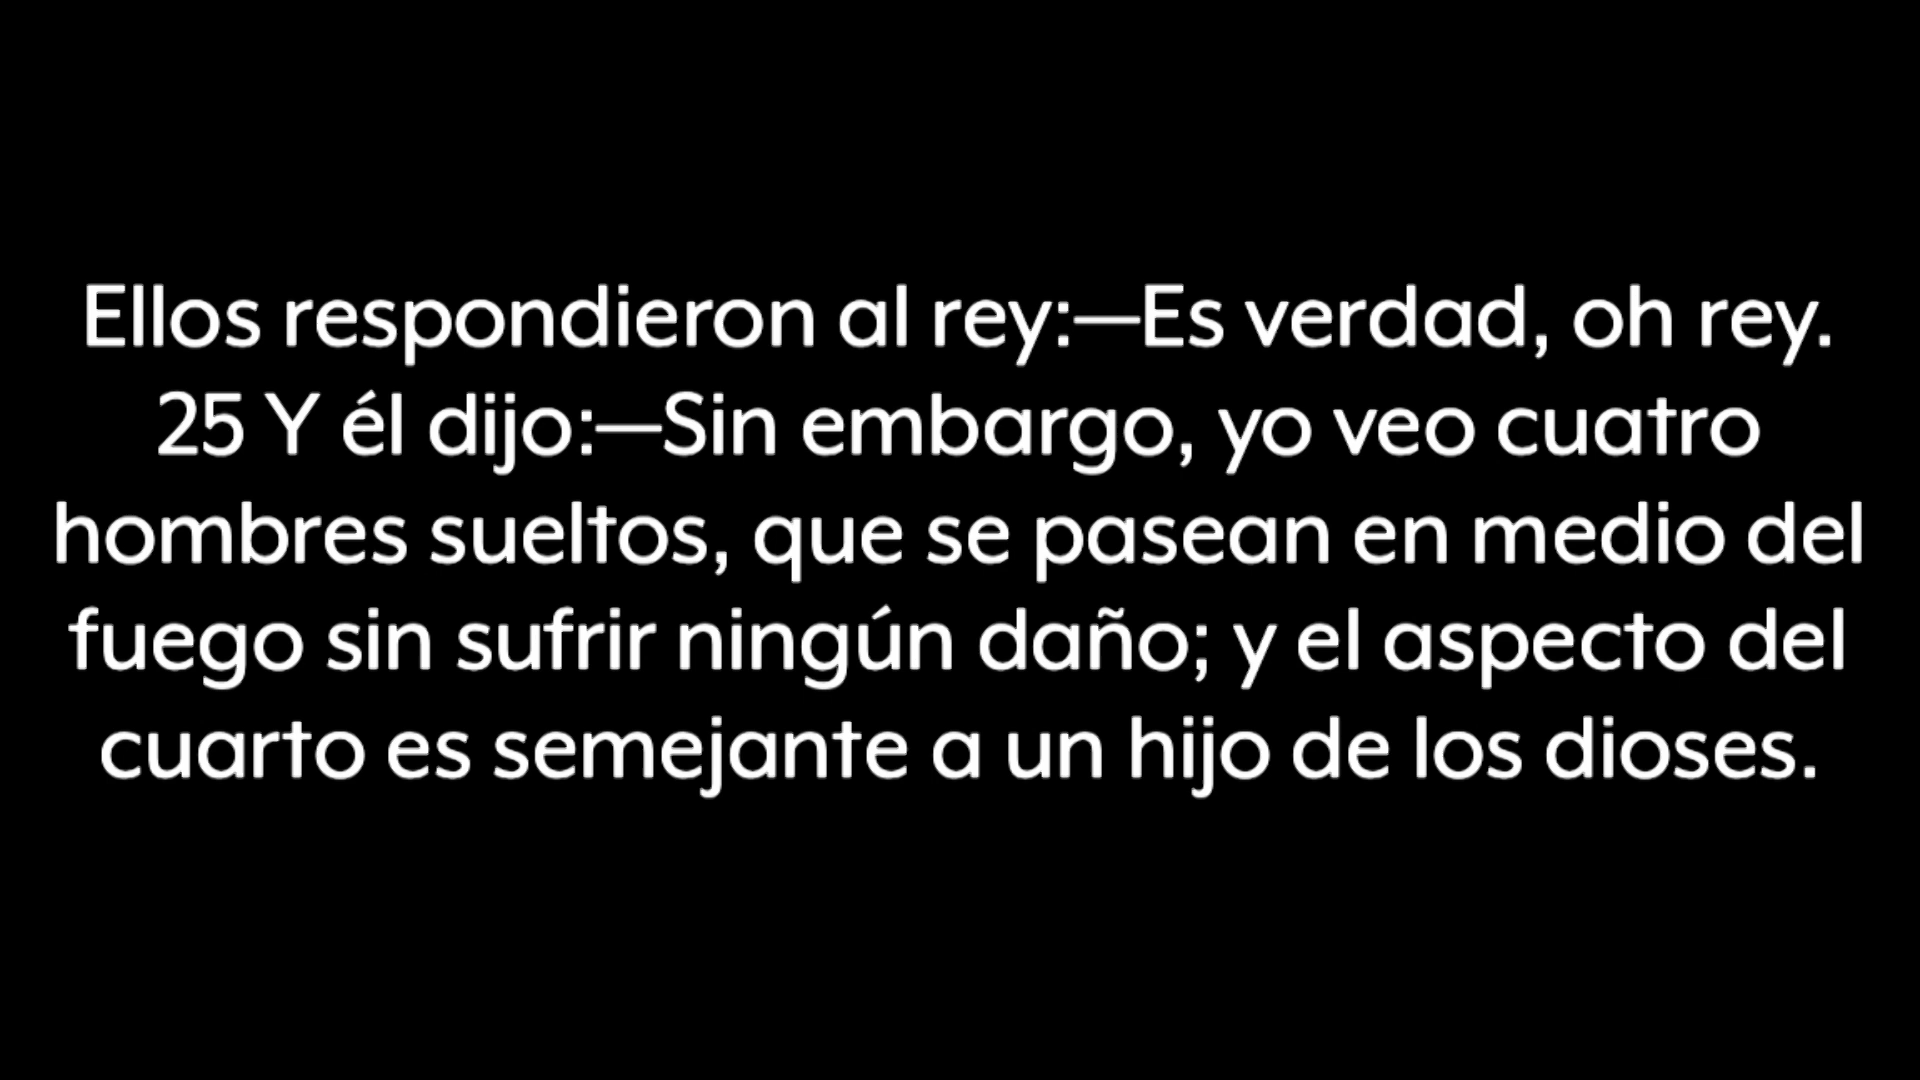 Ellos respondieron al rey:—Es verdad, oh rey.
25 Y él dijo:—Sin embargo, yo veo cuatro
hombres sueltos, que se pasean en medio del
fuego sin sufrir ningún daño; y el aspecto del
cuarto es semejante a un hijo de los dioses.